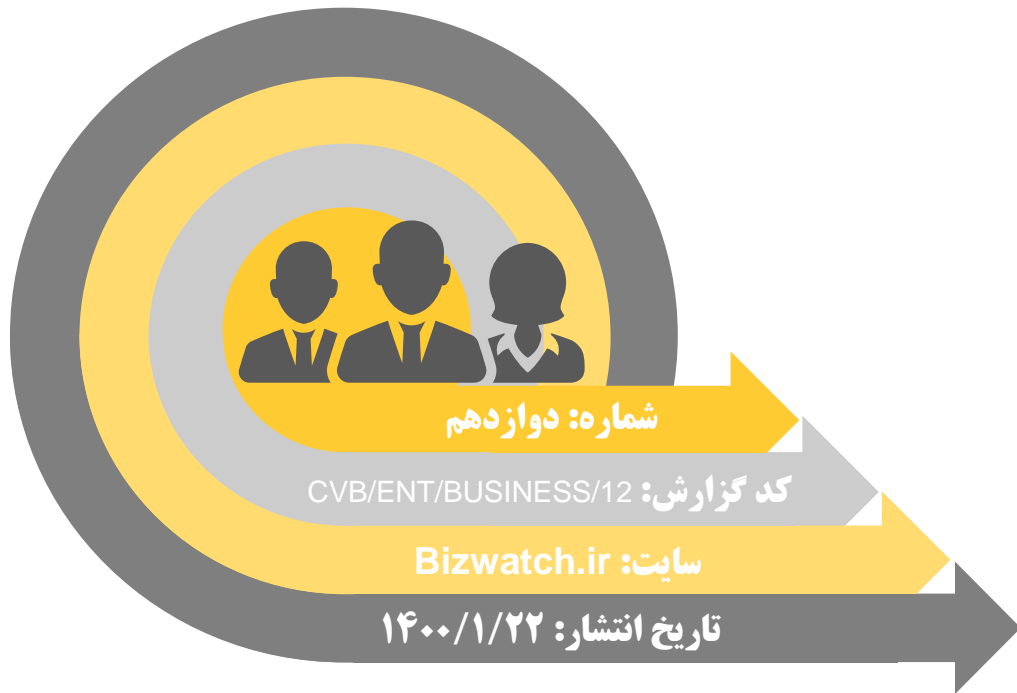 شماره: دوازدهم
کد گزارش: CVB/ENT/BUSINESS/12
سایت: Bizwatch.ir
تاریخ انتشار: ۱۴۰۰/۱/۲۲